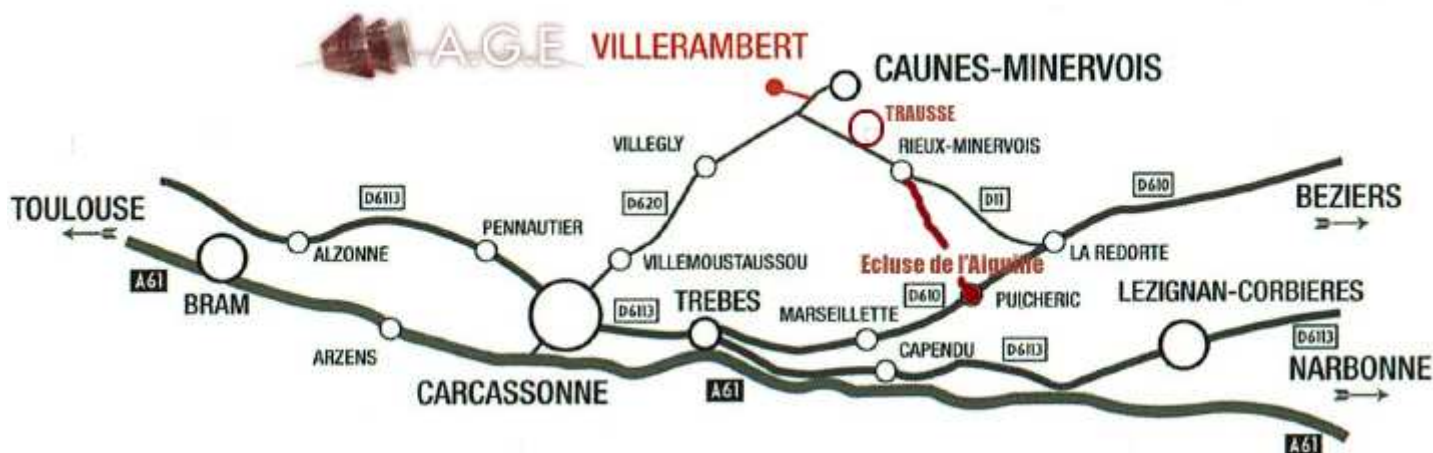 A.G.E
VILLERAMBERT
CAUNES-MINERVOIS
TRAUSSE
VILLEGLY
RIEUX-MINERVOIS
D6113
D620
D11
D610
TOULOUSE
BEZIERS
PENNAUTIER
ALZONNE
VILLEMOUSTAUSSOU
LA REDORTE
Ecluse de l'Aiguille
A61
BRAM
TREBES
D610
PUICHERIC
LEZIGNAN-CORBIERES
D6113
MARSEILLETTE
ARZENS
CAPENDU
D6113
D6113
CARCASSONNE
A61
NARBONNE
A61